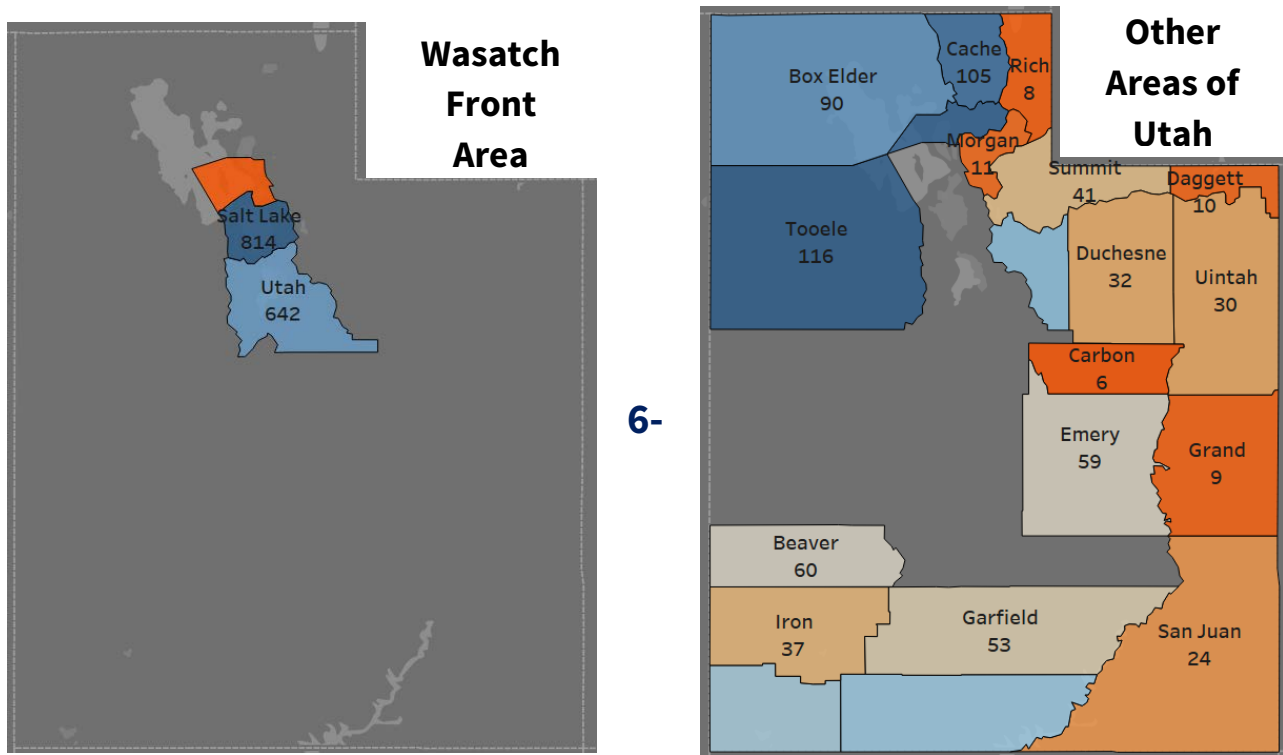 Wasatch
Front
Area
Salt Lake
814
Utah
642
6-
Other
Areas of
Utah
Box Elder
90
Cache
105
Rich
8
Morgan
11
Summit
41
Daggett
10
Tooele
116
Duchesne
32
Uintah
30
Carbon
6
Emery
59
Grand
9
Beaver
60
Iron
37
Garfield
53
San Juan
24